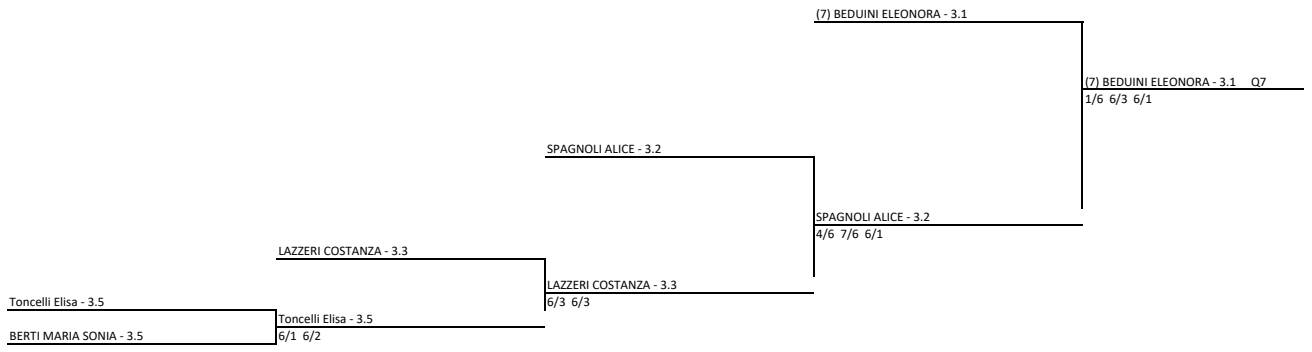 (7) BEDUINI ELEONORA - 3.1
(7) BEDUINI ELEONORA - 3.1 Q7
1/6 6/3 6/1
SPAGNOLI ALICE - 3.2
SPAGNOLI ALICE - 3.2
4/6 7/6 6/1
LAZZERI COSTANZA - 3.3
LAZZERI COSTANZA - 3.3
6/3 6/3
Toncelli Elisa - 3.5
Toncelli Elisa - 3.5
6/1 6/2
BERTI MARIA SONIA - 3.5